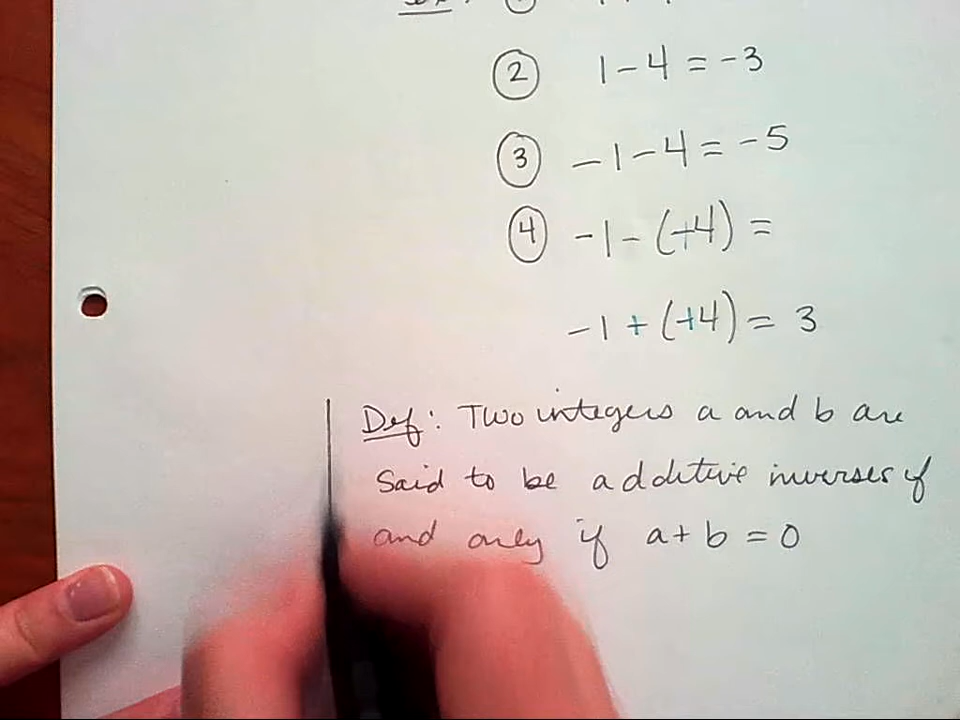 ② 1 - 4 = -3
③ -1 - 4 = -5
④ -1 - (+4) =
-1 + (+4) = 3
Def: Two integers a and b are
said to be additive inverses if
and only if a + b = 0